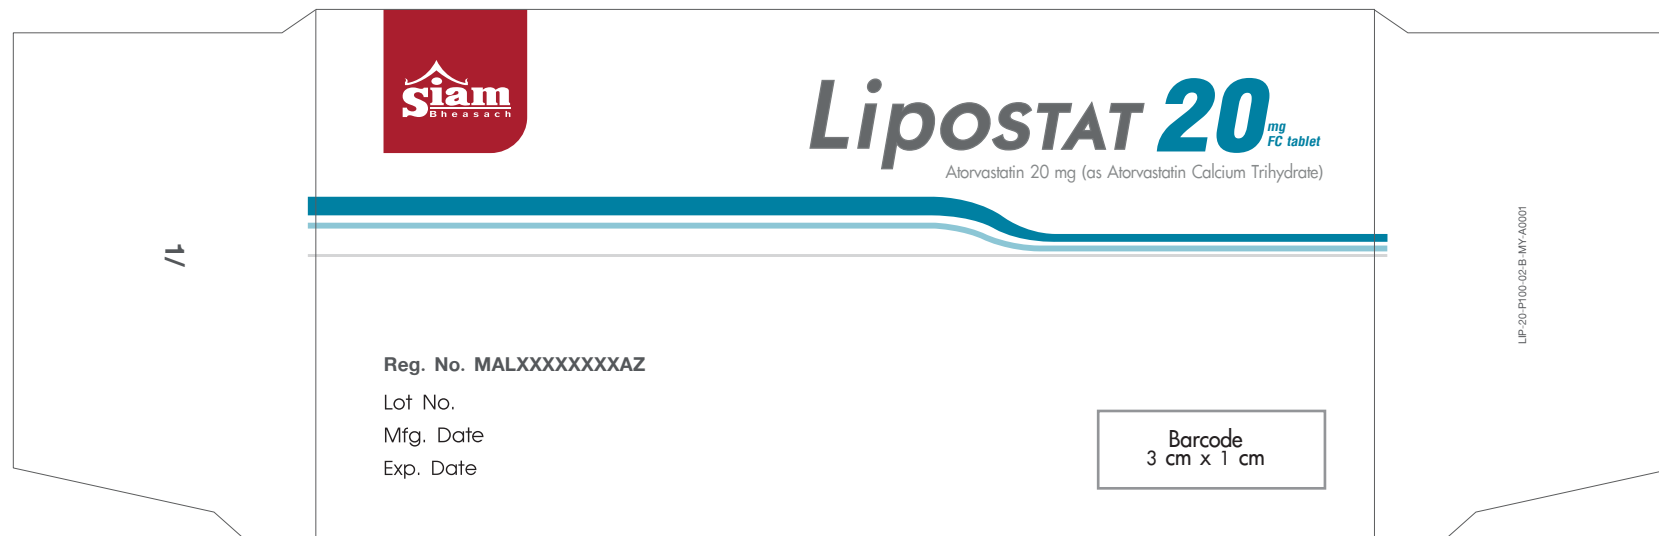 Siam
Bheasach
LipoSTAT 20 mg
FC tablet
Atorvastatin 20 mg (as Atorvastatin Calcium Trihydrate)
1/
LIP-20-P100-02-B-MY-A0001
Reg. No. MALXXXXXXXXAZ
Lot No.
Mfg. Date
Exp. Date
Barcode
3 cm x 1 cm